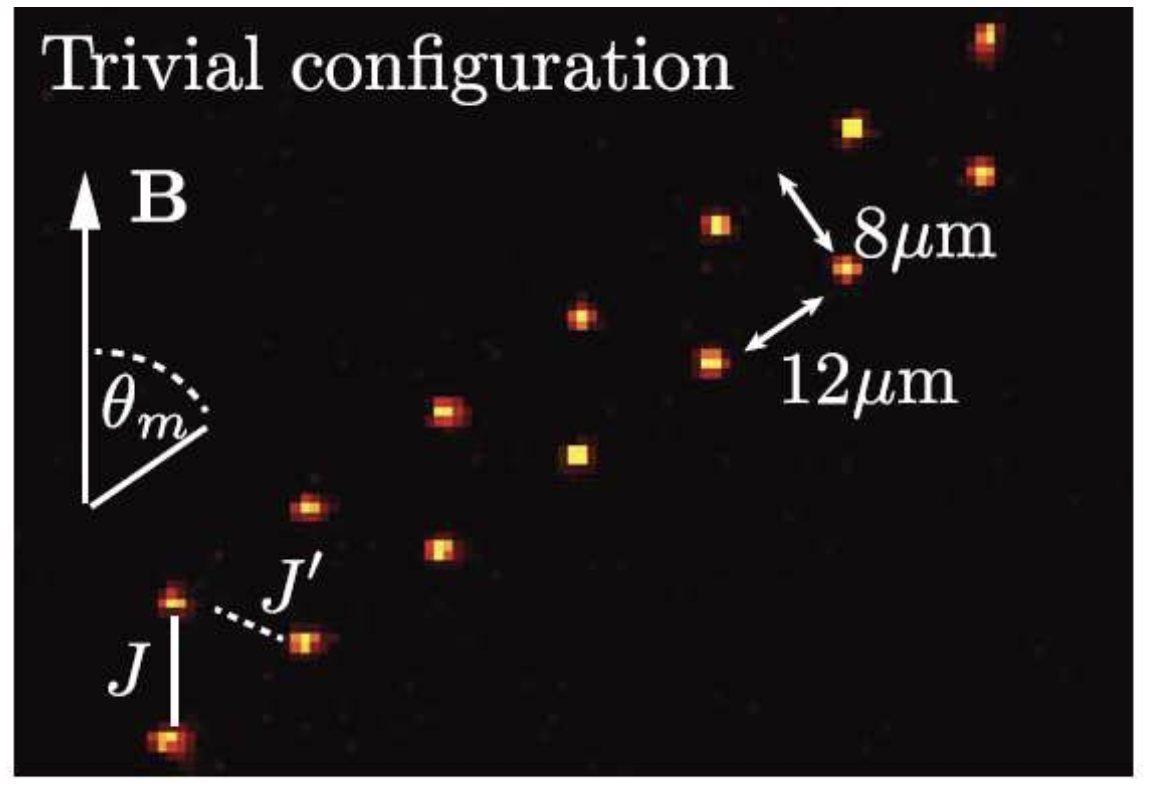 Trivial configuration
B
8μm
θm
12μm
J′
J